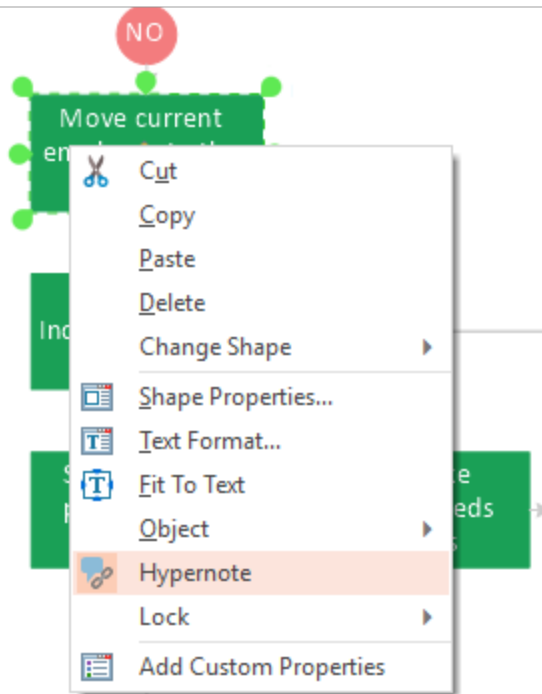 NO
Move current
Cut
Copy
Paste
Delete
Change Shape
Shape Properties...
Text Format...
Fit To Text
Object
Hypernote
Lock
Add Custom Properties